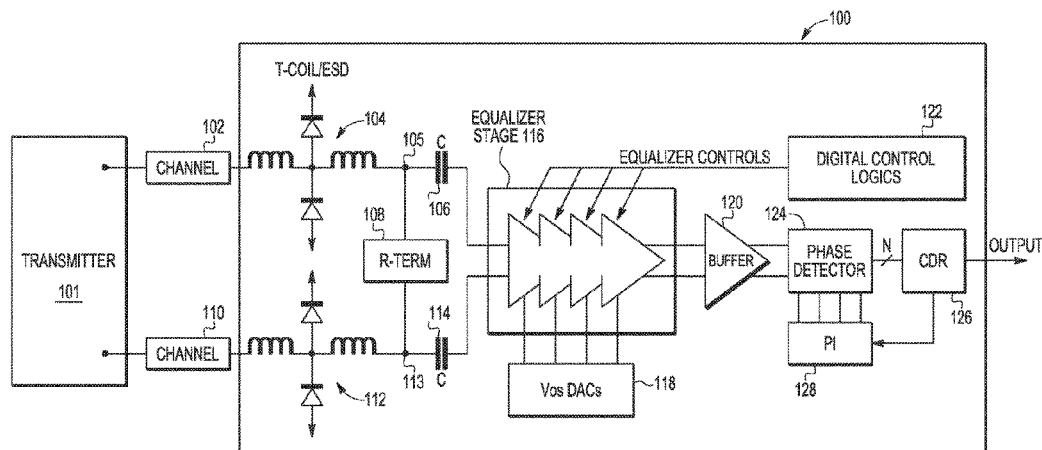 100
T-COIL/ESD
102
CHANNEL
104
105
C
106
EQUALIZER
STAGE 116
EQUALIZER CONTROLS
122
DIGITAL CONTROL
LOGICS
TRANSMITTER
101
108
R-TERM
120
BUFFER
124
PHASE
DETECTOR
N
CDR
OUTPUT
126
110
CHANNEL
114
C
113
112
Vos DACs
118
PI
128